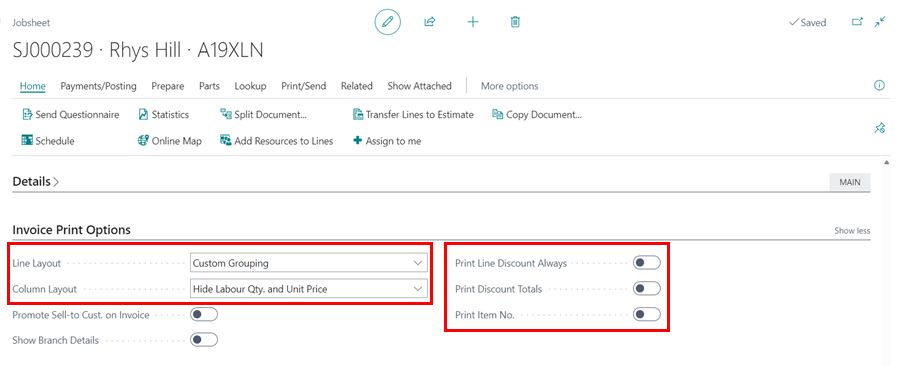 Jobsheet
Saved
SJ000239 · Rhys Hill · A19XLN
Home Payments/Posting Prepare Parts Lookup Print/Send Related Show Attached More options
Send Questionnaire Statistics Split Document... Transfer Lines to Estimate Copy Document...
Schedule Online Map Add Resources to Lines Assign to me
Details
MAIN
Invoice Print Options
Show less
Line Layout Custom Grouping Print Line Discount Always
Column Layout Hide Labour Qty. and Unit Price Print Discount Totals
Promote Sell-to Cust. on Invoice Print Item No.
Show Branch Details